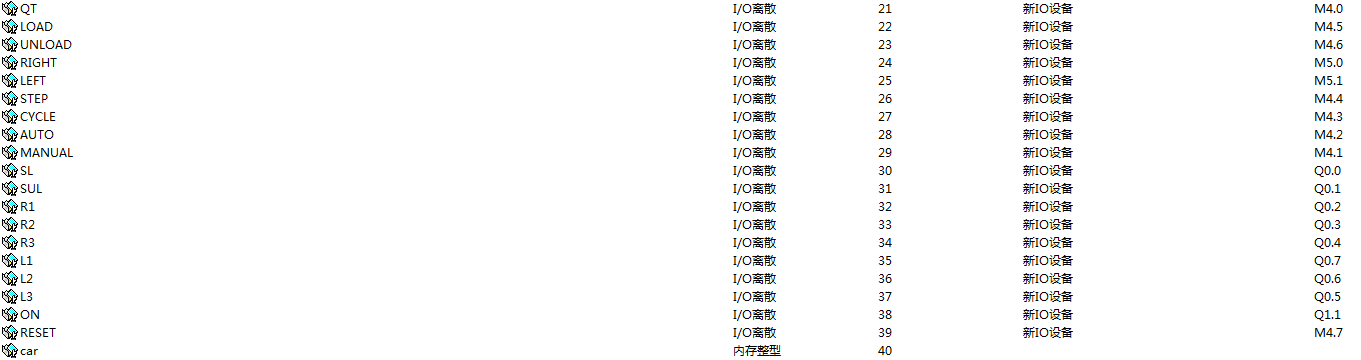 QT I/O离散 21 新IO设备 M4.0
LOAD I/O离散 22 新IO设备 M4.5
UNLOAD I/O离散 23 新IO设备 M4.6
RIGHT I/O离散 24 新IO设备 M5.0
LEFT I/O离散 25 新IO设备 M5.1
STEP I/O离散 26 新IO设备 M4.4
CYCLE I/O离散 27 新IO设备 M4.3
AUTO I/O离散 28 新IO设备 M4.2
MANUAL I/O离散 29 新IO设备 M4.1
SL I/O离散 30 新IO设备 Q0.0
SUL I/O离散 31 新IO设备 Q0.1
R1 I/O离散 32 新IO设备 Q0.2
R2 I/O离散 33 新IO设备 Q0.3
R3 I/O离散 34 新IO设备 Q0.4
L1 I/O离散 35 新IO设备 Q0.7
L2 I/O离散 36 新IO设备 Q0.6
L3 I/O离散 37 新IO设备 Q0.5
ON I/O离散 38 新IO设备 Q1.1
RESET I/O离散 39 新IO设备 M4.7
car 内存整型 40